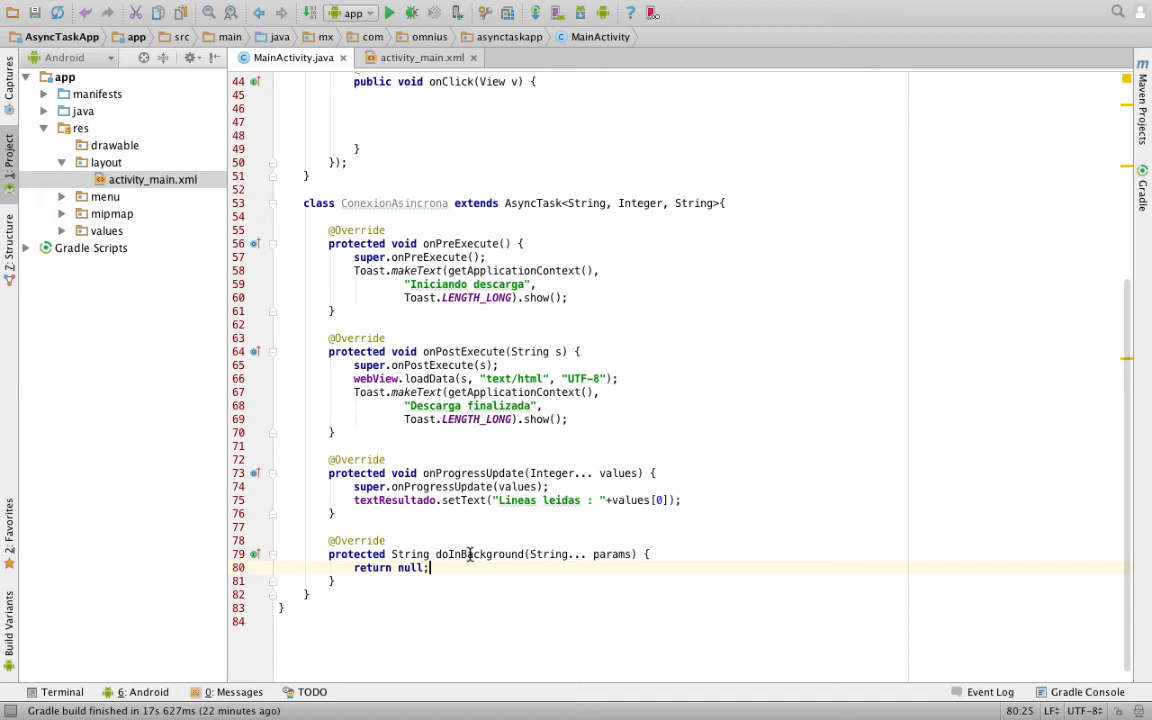 app
AsyncTaskApp app src main java mx com omnius asynctaskapp MainActivity
Android
MainActivity.java activity_main.xml
Captures
1: Project
7: Structure
2: Favorites
Build Variants
app
manifests
java
res
drawable
layout
activity_main.xml
menu
mipmap
values
Gradle Scripts
44 public void onClick(View v) {
45
46
47
48
49 }
50 });
51 }
52
53 class ConexionAsincrona extends AsyncTask<String, Integer, String>{
54
55 @Override
56 protected void onPreExecute() {
57 super.onPreExecute();
58 Toast.makeText(getApplicationContext(),
59 "Iniciando descarga",
60 Toast.LENGTH_LONG).show();
61 }
62
63 @Override
64 protected void onPostExecute(String s) {
65 super.onPostExecute(s);
66 webView.loadData(s, "text/html", "UTF-8");
67 Toast.makeText(getApplicationContext(),
68 "Descarga finalizada",
69 Toast.LENGTH_LONG).show();
70 }
71
72 @Override
73 protected void onProgressUpdate(Integer... values) {
74 super.onProgressUpdate(values);
75 textResultado.setText("Lineas leidas : "+values[0]);
76 }
77
78 @Override
79 protected String doInBackground(String... params) {
80 return null;
81 }
82 }
83 }
84
Maven Projects
Gradle
Terminal 6: Android 0: Messages TODO Event Log Gradle Console
Gradle build finished in 17s 627ms (22 minutes ago) 80:25 LF÷ UTF-8÷